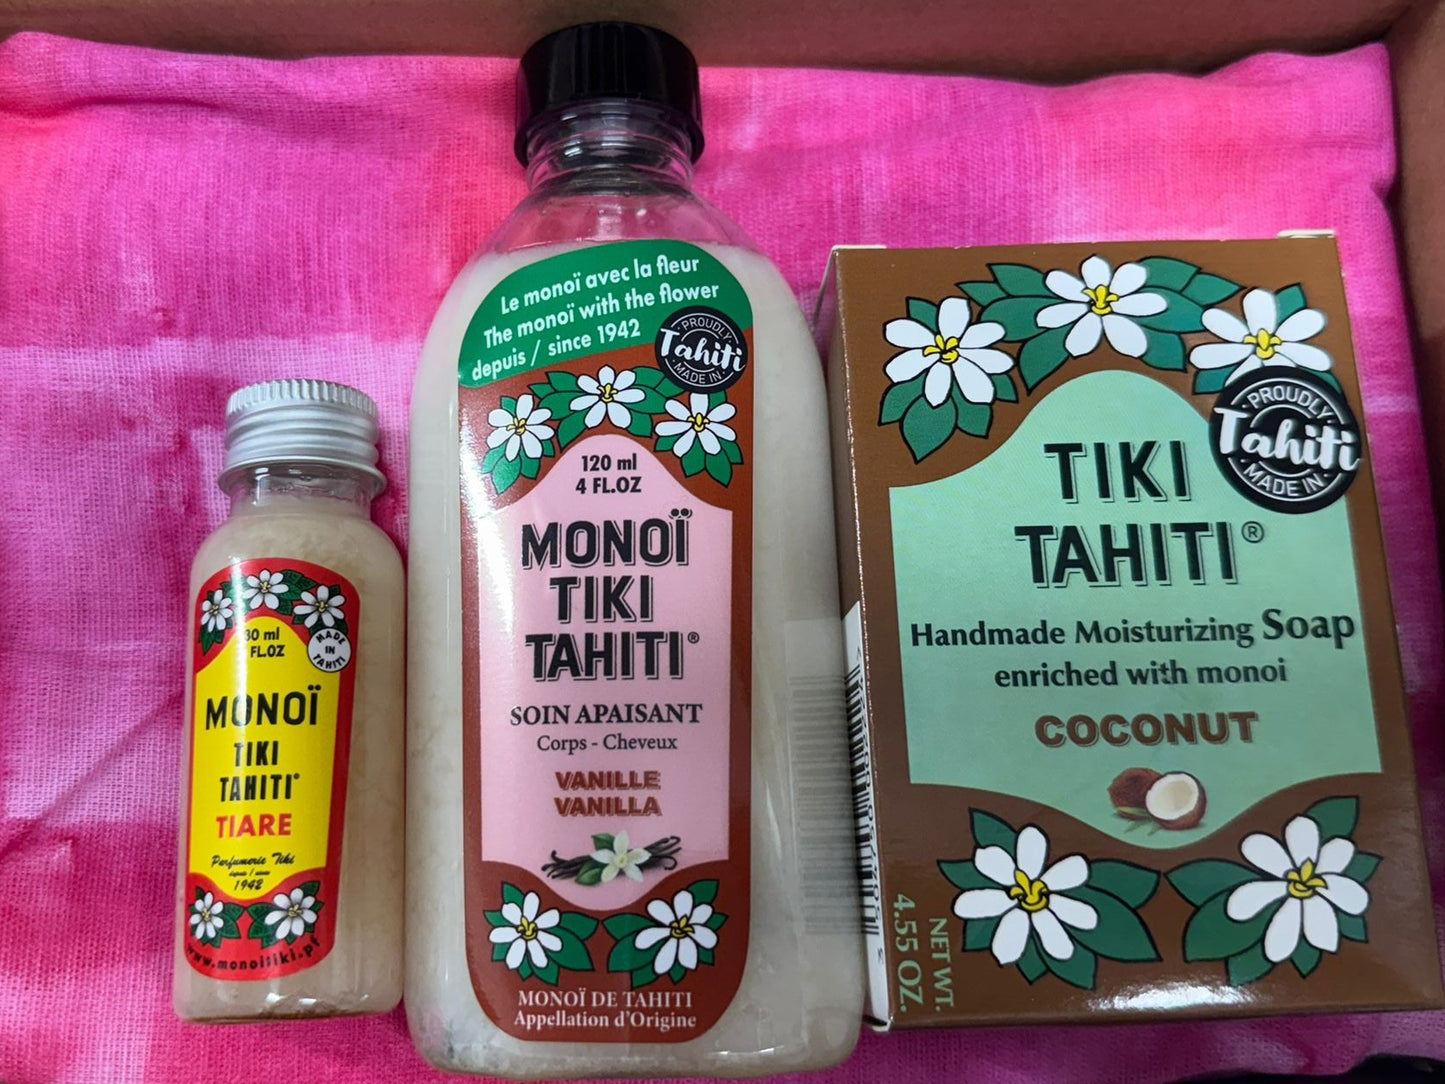 30 ml
FL.OZ
MADE
IN
TAHITI
MONOÏ
TIKI
TAHITI®
TIARE
Parfumerie Tiki
depuis / since
1942
www.monoitiki.pf
Le monoï avec la fleur
The monoï with the flower
depuis / since 1942
PROUDLY
Tahiti
MADE IN
120 ml
4 FL.OZ
MONOÏ
TIKI
TAHITI®
SOIN APAISANT
Corps - Cheveux
VANILLE
VANILLA
MONOÏ DE TAHITI
Appellation d'Origine
PROUDLY
Tahiti
MADE IN
TIKI
TAHITI®
Handmade Moisturizing Soap
enriched with monoi
COCONUT
NET WT.
4.55 OZ.